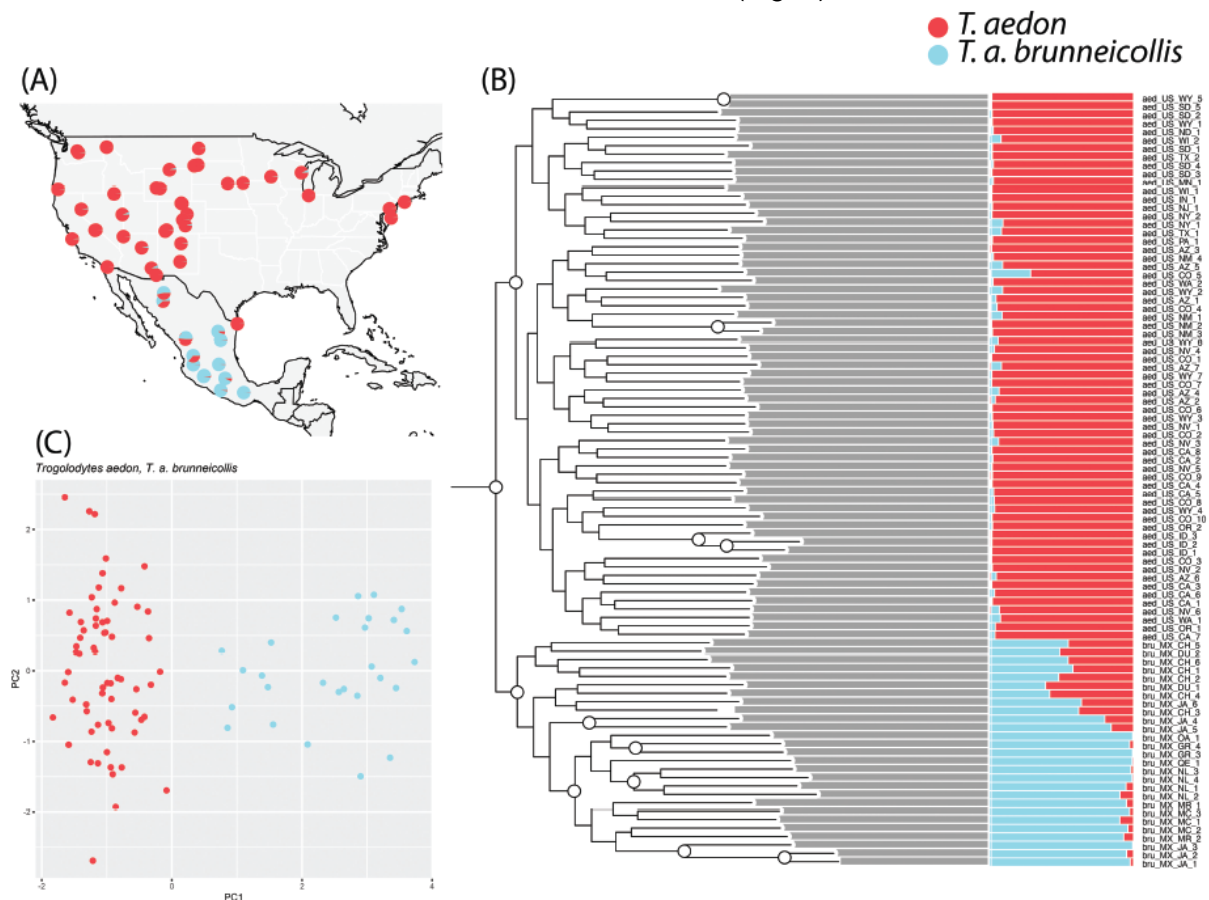 T. aedon
T. a. brunneicollis
(A)
(B)
aed_US_WY_5
aed_US_SD_5
aed_US_SD_2
aed_US_WY_1
aed_US_ND_1
aed_US_WI_2
aed_US_SD_1
aed_US_TX_2
aed_US_SD_4
aed_US_SD_3
aed_US_MN_1
aed_US_WI_1
aed_US_IN_1
aed_US_NJ_1
aed_US_NY_2
aed_US_NY_1
aed_US_TX_1
aed_US_PA_1
aed_US_AZ_3
aed_US_NM_4
aed_US_AZ_5
aed_US_CO_5
aed_US_WA_2
aed_US_WY_2
aed_US_AZ_1
aed_US_CO_4
aed_US_NM_1
aed_US_NM_2
aed_US_NM_3
aed_US_WY_6
aed_US_NV_4
aed_US_CO_1
aed_US_AZ_7
aed_US_WY_7
aed_US_CO_7
aed_US_AZ_4
aed_US_AZ_2
aed_US_CO_6
aed_US_WY_3
aed_US_NV_1
aed_US_CO_2
aed_US_NV_3
aed_US_CA_8
aed_US_CA_2
aed_US_NV_5
aed_US_CO_9
aed_US_CA_4
aed_US_CA_5
aed_US_CO_8
aed_US_WY_4
aed_US_CO_10
aed_US_OR_2
aed_US_ID_3
aed_US_ID_2
aed_US_ID_1
aed_US_CO_3
aed_US_NV_2
aed_US_AZ_6
aed_US_CA_3
aed_US_CA_6
aed_US_CA_1
aed_US_NV_6
aed_US_WA_1
aed_US_OR_1
aed_US_CA_7
bru_MX_CH_5
bru_MX_DU_2
bru_MX_CH_6
bru_MX_CH_1
bru_MX_CH_2
bru_MX_DU_1
bru_MX_CH_4
bru_MX_JA_6
bru_MX_CH_3
bru_MX_JA_4
bru_MX_JA_5
bru_MX_OA_1
bru_MX_GR_4
bru_MX_GR_3
bru_MX_QE_1
bru_MX_NL_3
bru_MX_NL_4
bru_MX_NL_1
bru_MX_NL_2
bru_MX_MR_1
bru_MX_MC_3
bru_MX_MC_1
bru_MX_MC_2
bru_MX_MR_2
bru_MX_JA_3
bru_MX_JA_2
bru_MX_JA_1
(C)
Trogolodytes aedon, T. a. brunneicollis
PC2
2
1
0
-1
-2
-2
0
2
4
PC1